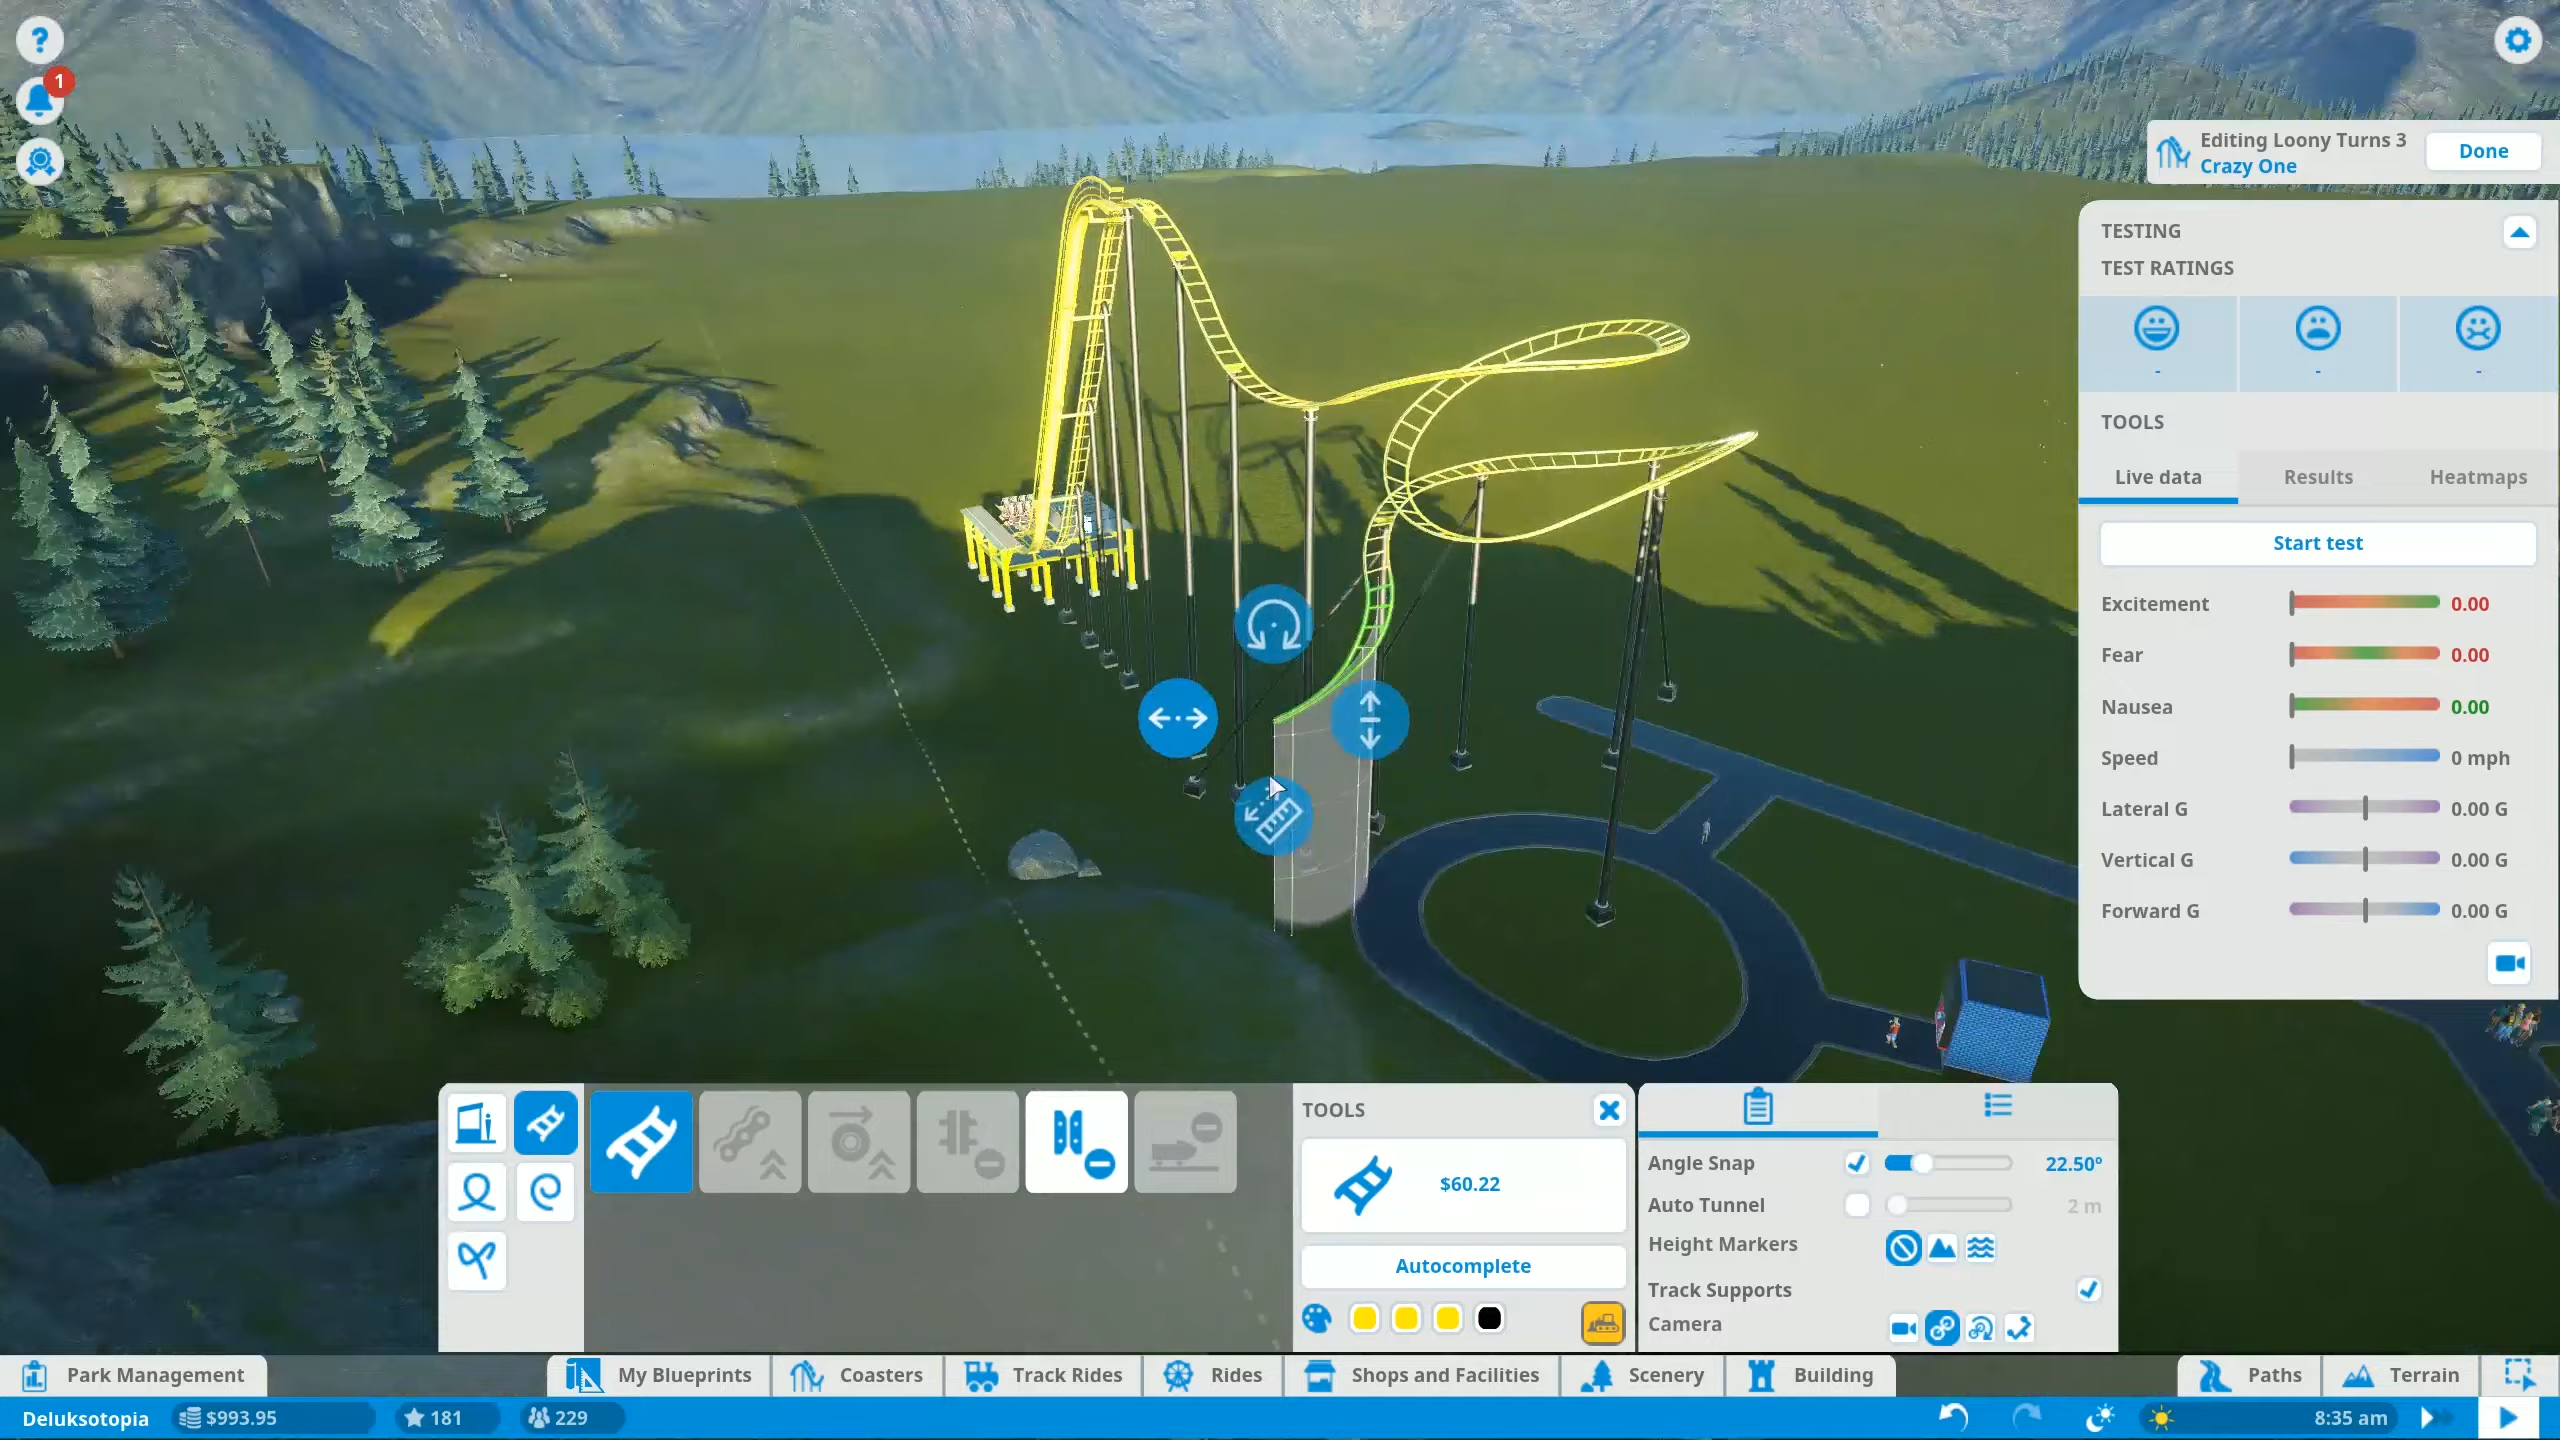 ?
1
Editing Loony Turns 3
Crazy One
Done
TESTING
TEST RATINGS
-
-
-
TOOLS
Live data
Results
Heatmaps
Start test
Excitement 0.00
Fear 0.00
Nausea 0.00
Speed 0 mph
Lateral G 0.00 G
Vertical G 0.00 G
Forward G 0.00 G
TOOLS
$60.22
Autocomplete
Angle Snap 22.50º
Auto Tunnel 2 m
Height Markers
Track Supports
Camera
Park Management
My Blueprints
Coasters
Track Rides
Rides
Shops and Facilities
Scenery
Building
Paths
Terrain
Deluksotopia
$993.95
181
229
8:35 am